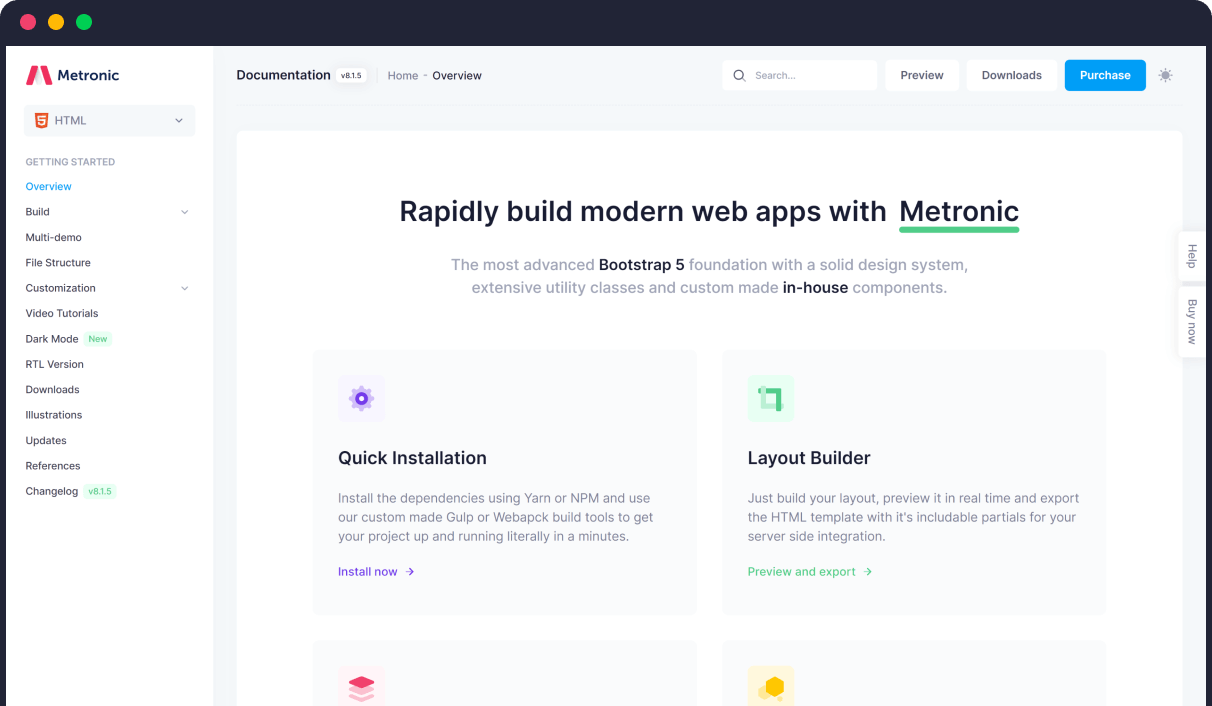 Metronic
Documentation v8.1.5 Home - Overview
Search...
Preview
Downloads
Purchase
HTML
GETTING STARTED
Overview
Build
Multi-demo
File Structure
Customization
Video Tutorials
Dark Mode New
RTL Version
Downloads
Illustrations
Updates
References
Changelog v8.1.5
Rapidly build modern web apps with Metronic
The most advanced Bootstrap 5 foundation with a solid design system,
extensive utility classes and custom made in-house components.
Quick Installation
Install the dependencies using Yarn or NPM and use
our custom made Gulp or Webapck build tools to get
your project up and running literally in a minutes.
Install now →
Layout Builder
Just build your layout, preview it in real time and export
the HTML template with it's includable partials for your
server side integration.
Preview and export →
Help
Buy now